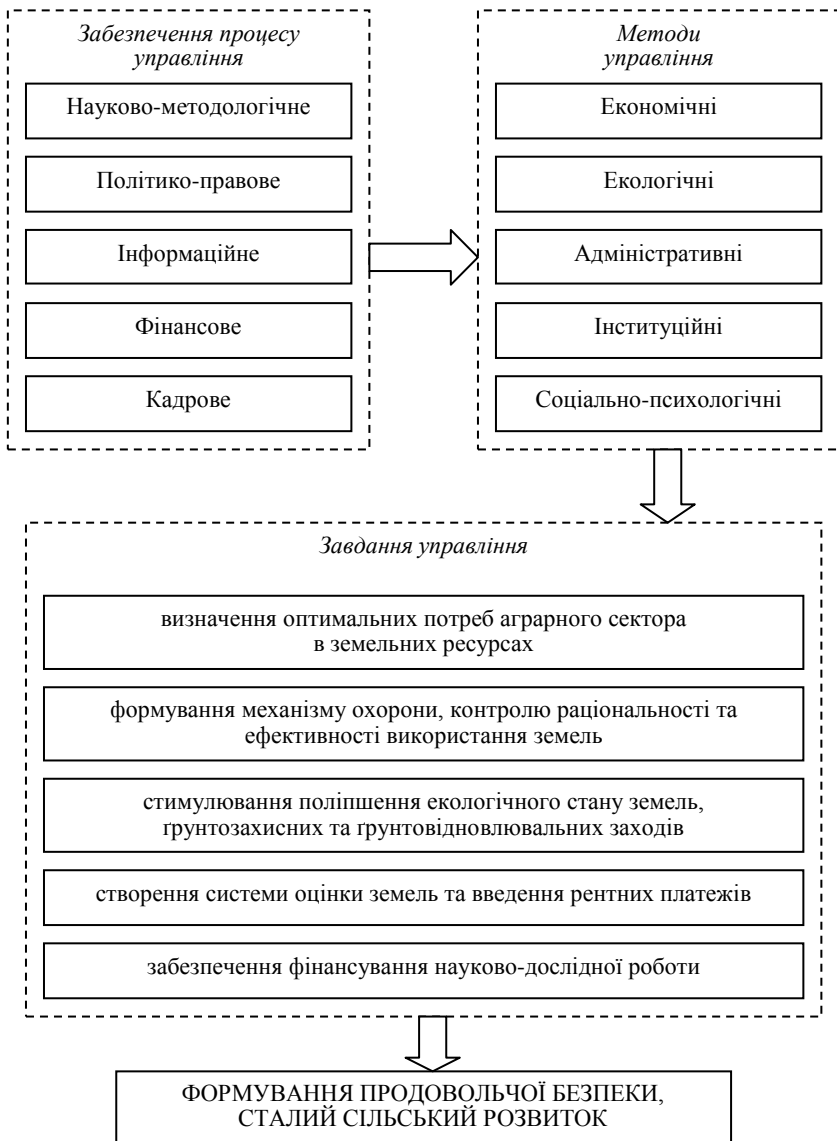 Забезпечення процесу
управління
Науково-методологічне
Політико-правове
Інформаційне
Фінансове
Кадрове
Методи
управління
Економічні
Екологічні
Адміністративні
Інституційні
Соціально-психологічні
Завдання управління
визначення оптимальних потреб аграрного сектора
в земельних ресурсах
формування механізму охорони, контролю раціональності та
ефективності використання земель
стимулювання поліпшення екологічного стану земель,
ґрунтозахисних та ґрунтовідновлювальних заходів
створення системи оцінки земель та введення рентних платежів
забезпечення фінансування науково-дослідної роботи
ФОРМУВАННЯ ПРОДОВОЛЬЧОЇ БЕЗПЕКИ,
СТАЛИЙ СІЛЬСЬКИЙ РОЗВИТОК